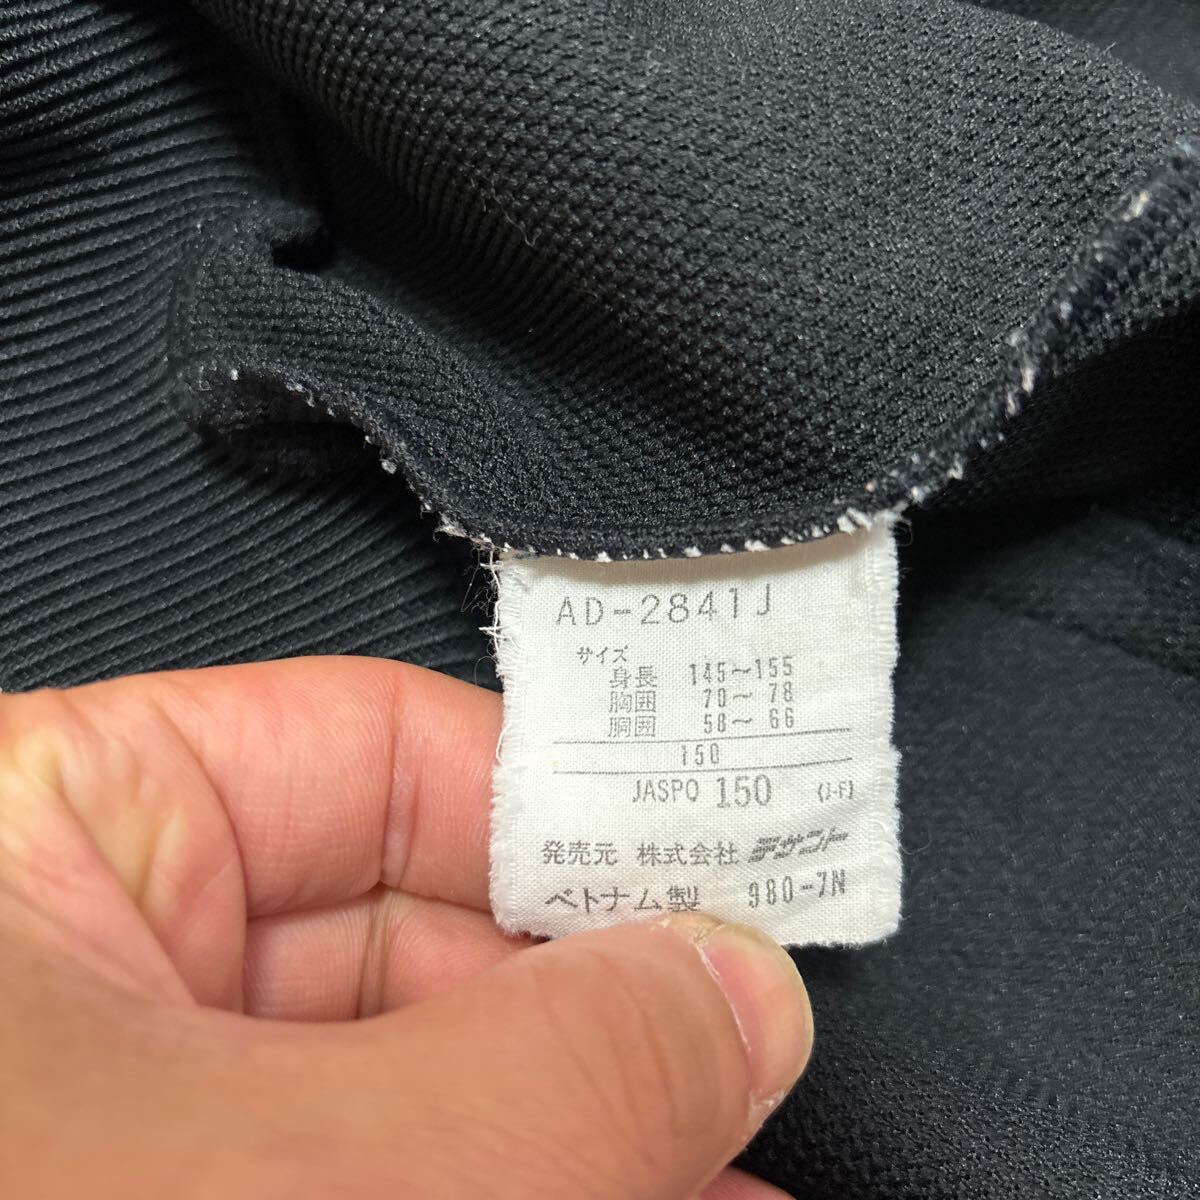 AD-2841J
サイズ
身長 145～155
胸囲 70～78
胴囲 58～66
150
JASPO 150 (J-F)
発売元 株式会社 デサント
ベトナム製 980-7N